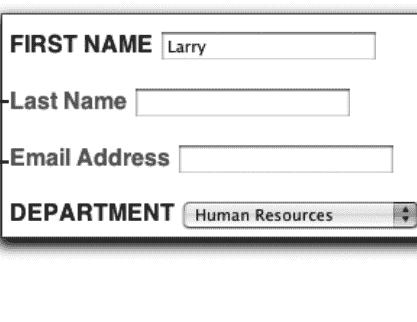 FIRST NAME Larry
Last Name
Email Address
DEPARTMENT Human Resources